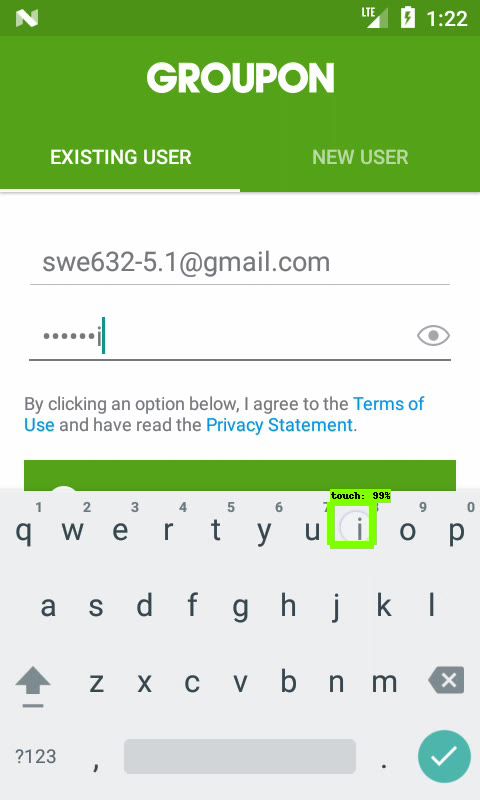 LTE 1:22
GROUPON
EXISTING USER NEW USER
swe632-5.1@gmail.com
••••••i
By clicking an option below, I agree to the Terms of
Use and have read the Privacy Statement.
touch: 99%
1 2 3 4 5 6 7 9 0
q w e r t y u i o p
a s d f g h j k l
z x c v b n m
?123 , .